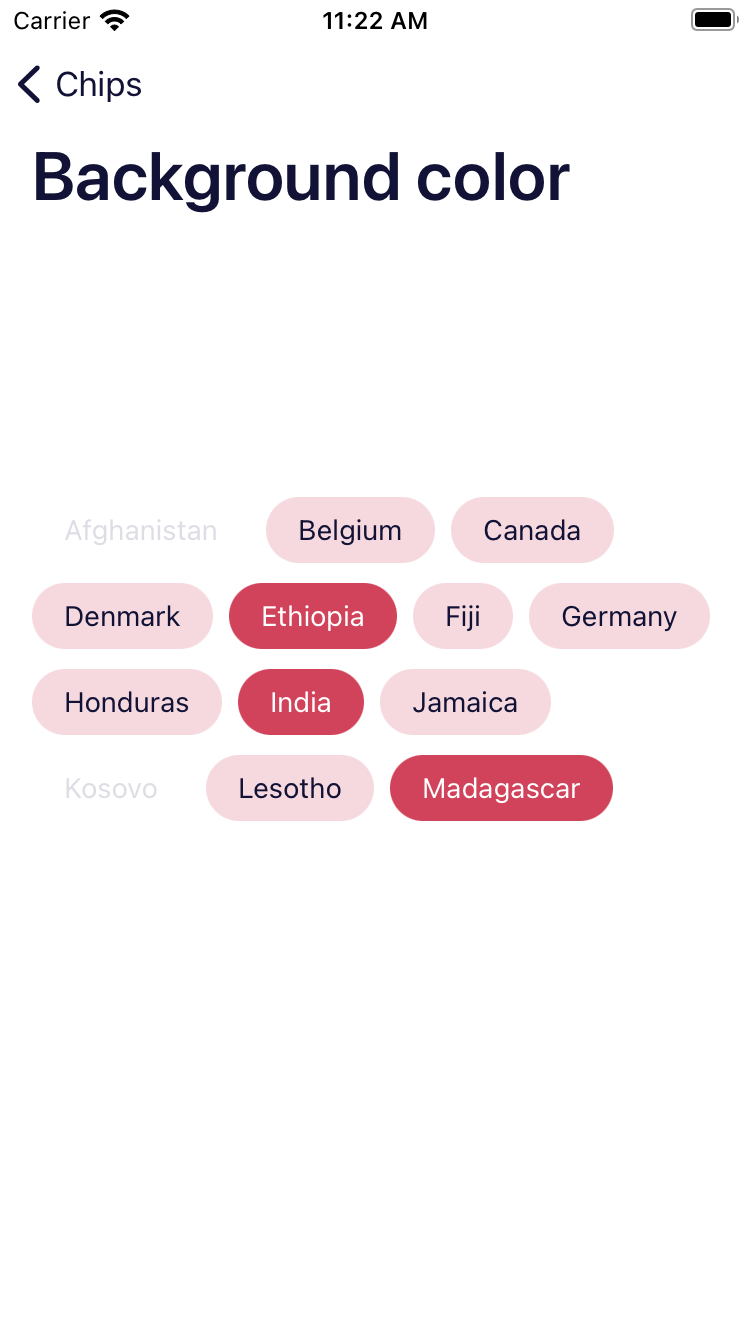 Carrier 11:22 AM
Chips
Background color
Afghanistan Belgium Canada
Denmark Ethiopia Fiji Germany
Honduras India Jamaica
Kosovo Lesotho Madagascar